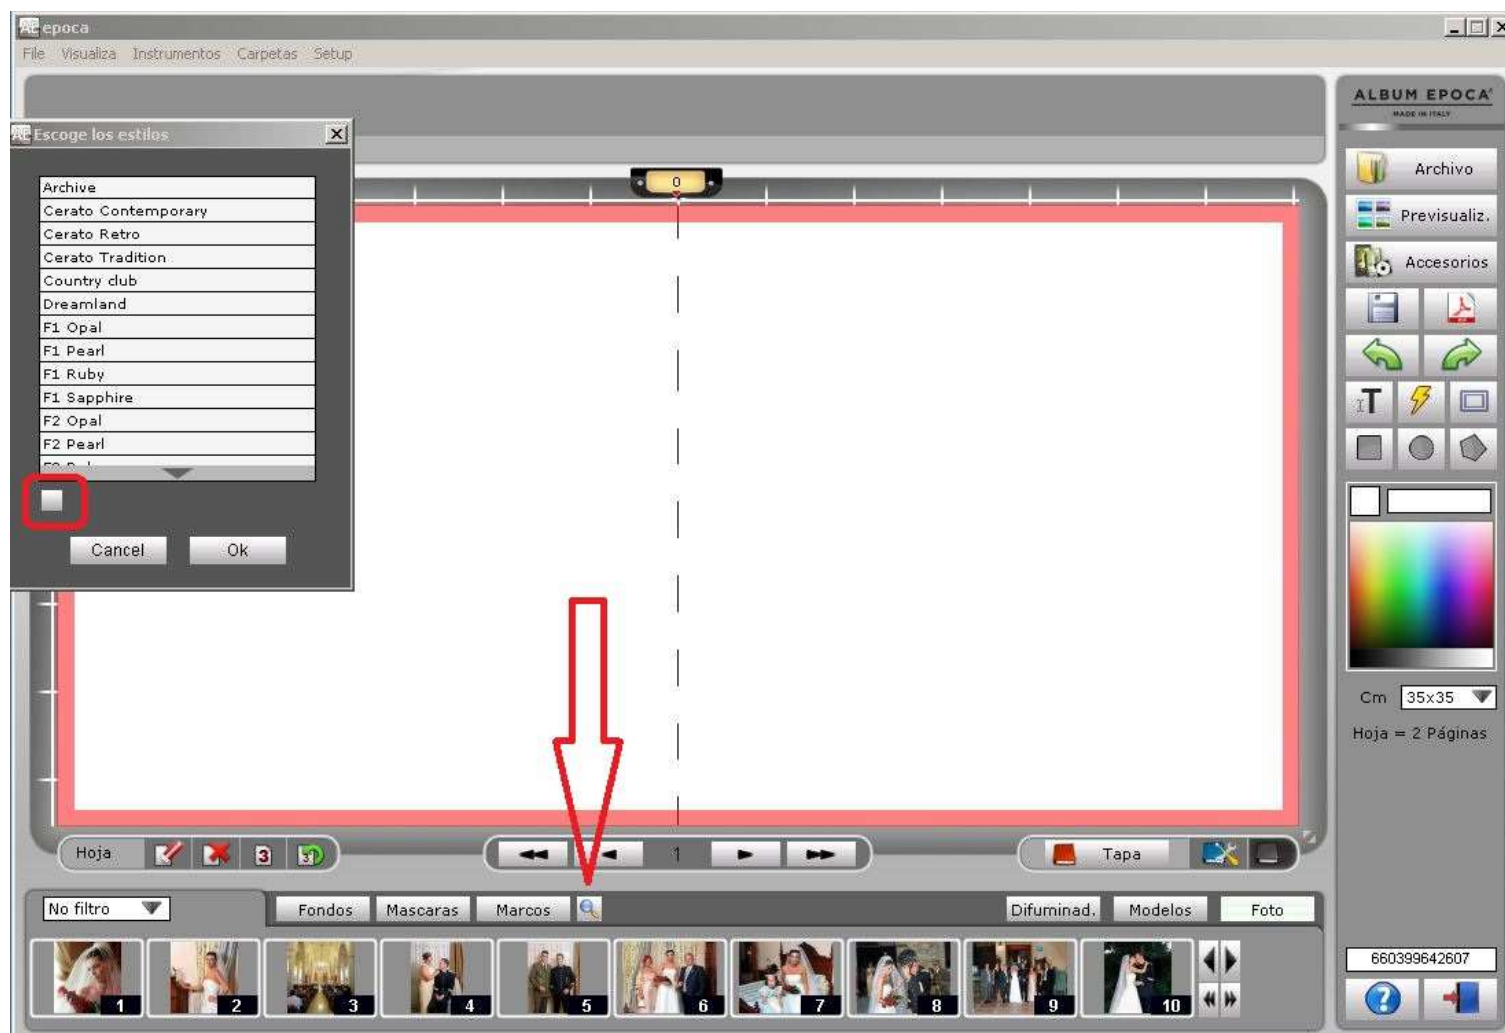 epoca
File Visualiza Instrumentos Carpetas Setup
ALBUM EPOCA
MADE IN ITALY
Escoge los estilos
Archive
Cerato Contemporary
Cerato Retro
Cerato Tradition
Country club
Dreamland
F1 Opal
F1 Pearl
F1 Ruby
F1 Sapphire
F2 Opal
F2 Pearl
Cancel Ok
0
Archivo
Previsualiz.
Accesorios
T
Cm 35x35
Hoja = 2 Páginas
Hoja 3
1
Tapa
No filtro Fondos Mascaras Marcos Difuminad. Modelos Foto
1 2 3 4 5 6 7 8 9 10
660399642607
?